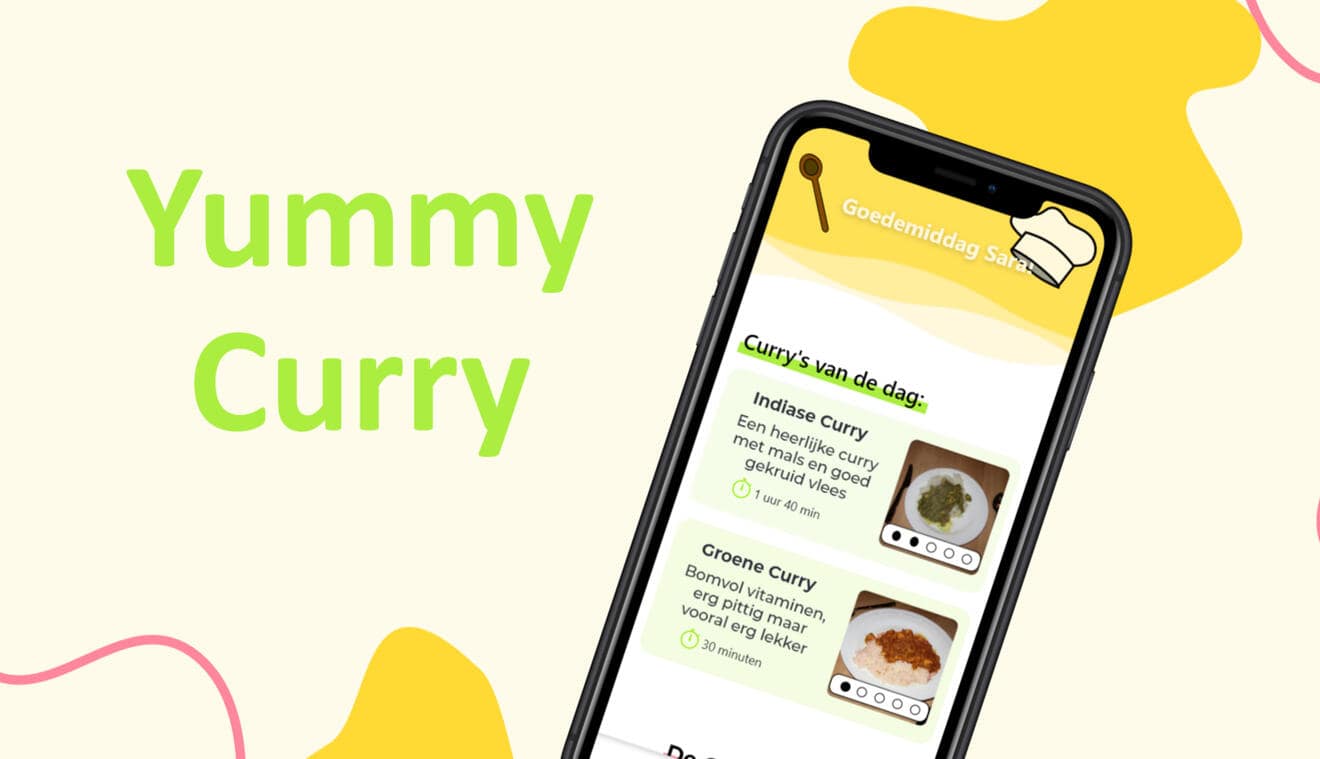 Yummy
Curry
Goedemiddag Sara!
Curry's van de dag:
Indiase Curry
Een heerlijke curry
met mals en goed
gekruid vlees
1 uur 40 min
Groene Curry
Bomvol vitaminen,
erg pittig maar
vooral erg lekker
30 minuten
De